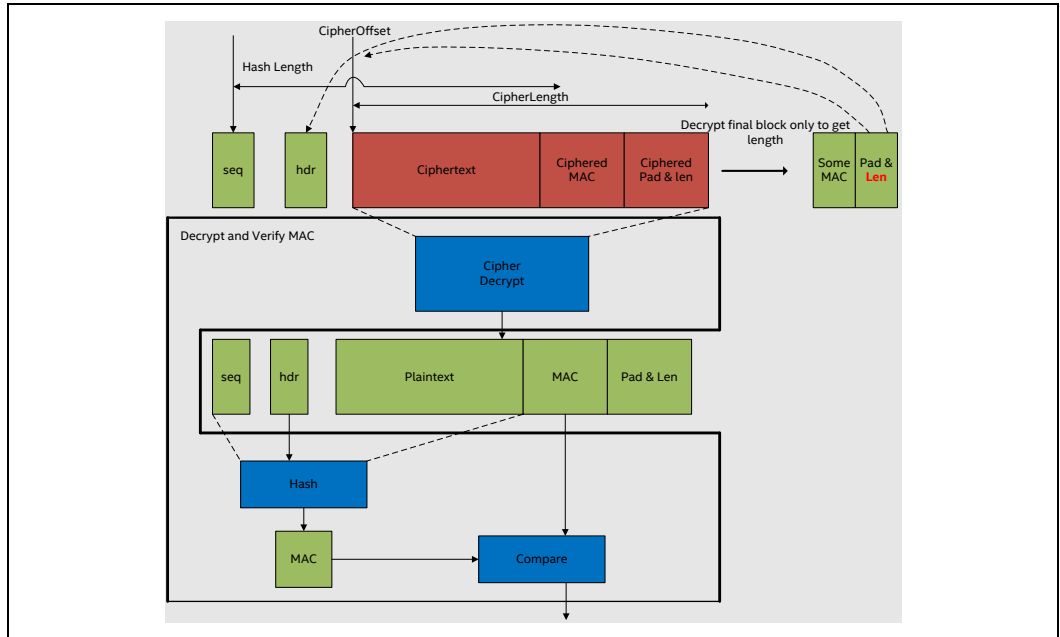 CipherOffset
Hash Length
CipherLength
Decrypt final block only to get
length
seq
hdr
Ciphertext
Ciphered
MAC
Ciphered
Pad & len
Some
MAC
Pad &
Len
Decrypt and Verify MAC
Cipher
Decrypt
seq
hdr
Plaintext
MAC
Pad & Len
Hash
MAC
Compare